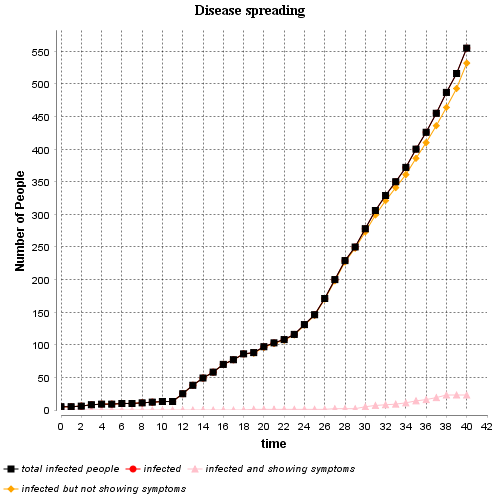 Disease spreading
550
500
450
400
350
300
250
200
150
100
50
0
Number of People
0 2 4 6 8 10 12 14 16 18 20 22 24 26 28 30 32 34 36 38 40 42
time
total infected people infected infected and showing symptoms
infected but not showing symptoms